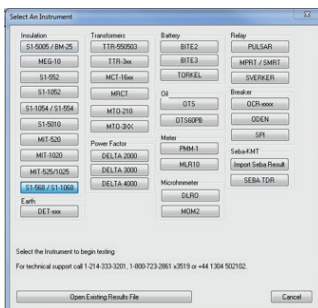 Select An Instrument
Insulation
S1-5005 / BM-25
MEG-10
S1-552
S1-1052
S1-1054 / S1-554
S1-5010
MIT-520
MIT-1020
MIT-525/1025
S1-568 / S1-1068
Earth
DET-xxx
Transformers
TTR-550503
TTR-3xx
MCT-16xx
MRCT
MTO-210
MTO-3XX
Power Factor
DELTA 2000
DELTA 3000
DELTA 4000
Battery
BITE2
BITE3
TORKEL
Oil
OTS
OTS60PB
Meter
PMM-1
MLR10
Microhmmeter
DLRO
MOM2
Relay
PULSAR
MPRT / SMRT
SVERKER
Breaker
OCR-xxxx
ODEN
SPI
Seba-KMT
Import Seba Result
SEBA TDR
Select the Instrument to begin testing
For technical support call 1-214-333-3201, 1-800-723-2861 x3519 or +44 1304 502102.
Open Existing Results File
Cancel